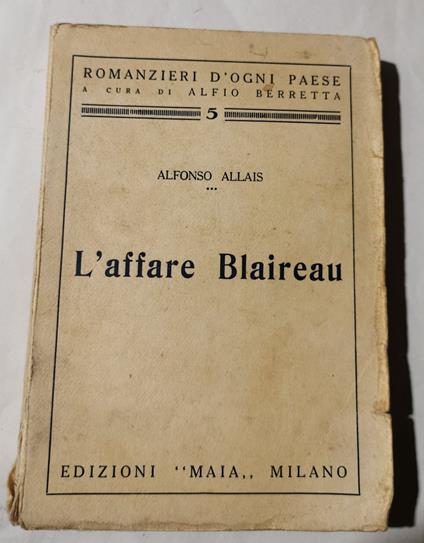 ROMANZIERI D'OGNI PAESE
A CURA DI ALFIO BERRETTA
5
ALFONSO ALLAIS
L'affare Blaireau
EDIZIONI "MAIA,, MILANO